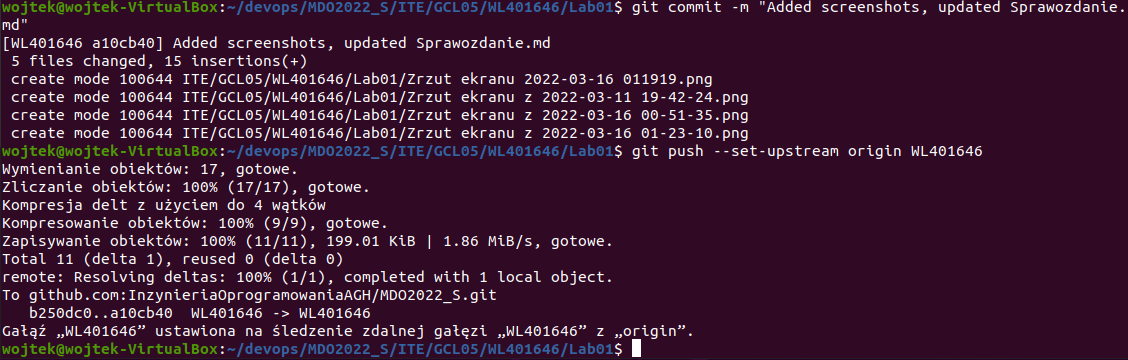 wojtek@wojtek-VirtualBox:~/devops/MDO2022_S/ITE/GCL05/WL401646/Lab01$ git commit -m "Added screenshots, updated Sprawozdanie.
md"
[WL401646 a10cb40] Added screenshots, updated Sprawozdanie.md
 5 files changed, 15 insertions(+)
 create mode 100644 ITE/GCL05/WL401646/Lab01/Zrzut ekranu 2022-03-16 011919.png
 create mode 100644 ITE/GCL05/WL401646/Lab01/Zrzut ekranu z 2022-03-11 19-42-24.png
 create mode 100644 ITE/GCL05/WL401646/Lab01/Zrzut ekranu z 2022-03-16 00-51-35.png
 create mode 100644 ITE/GCL05/WL401646/Lab01/Zrzut ekranu z 2022-03-16 01-23-10.png
wojtek@wojtek-VirtualBox:~/devops/MDO2022_S/ITE/GCL05/WL401646/Lab01$ git push --set-upstream origin WL401646
Wymienianie obiektów: 17, gotowe.
Zliczanie obiektów: 100% (17/17), gotowe.
Kompresja delt z użyciem do 4 wątków
Kompresowanie obiektów: 100% (9/9), gotowe.
Zapisywanie obiektów: 100% (11/11), 199.01 KiB | 1.86 MiB/s, gotowe.
Total 11 (delta 1), reused 0 (delta 0)
remote: Resolving deltas: 100% (1/1), completed with 1 local object.
To github.com:InzynieriaOprogramowaniaAGH/MDO2022_S.git
   b250dc0..a10cb40  WL401646 -> WL401646
Gałąź „WL401646” ustawiona na śledzenie zdalnej gałęzi „WL401646” z „origin”.
wojtek@wojtek-VirtualBox:~/devops/MDO2022_S/ITE/GCL05/WL401646/Lab01$